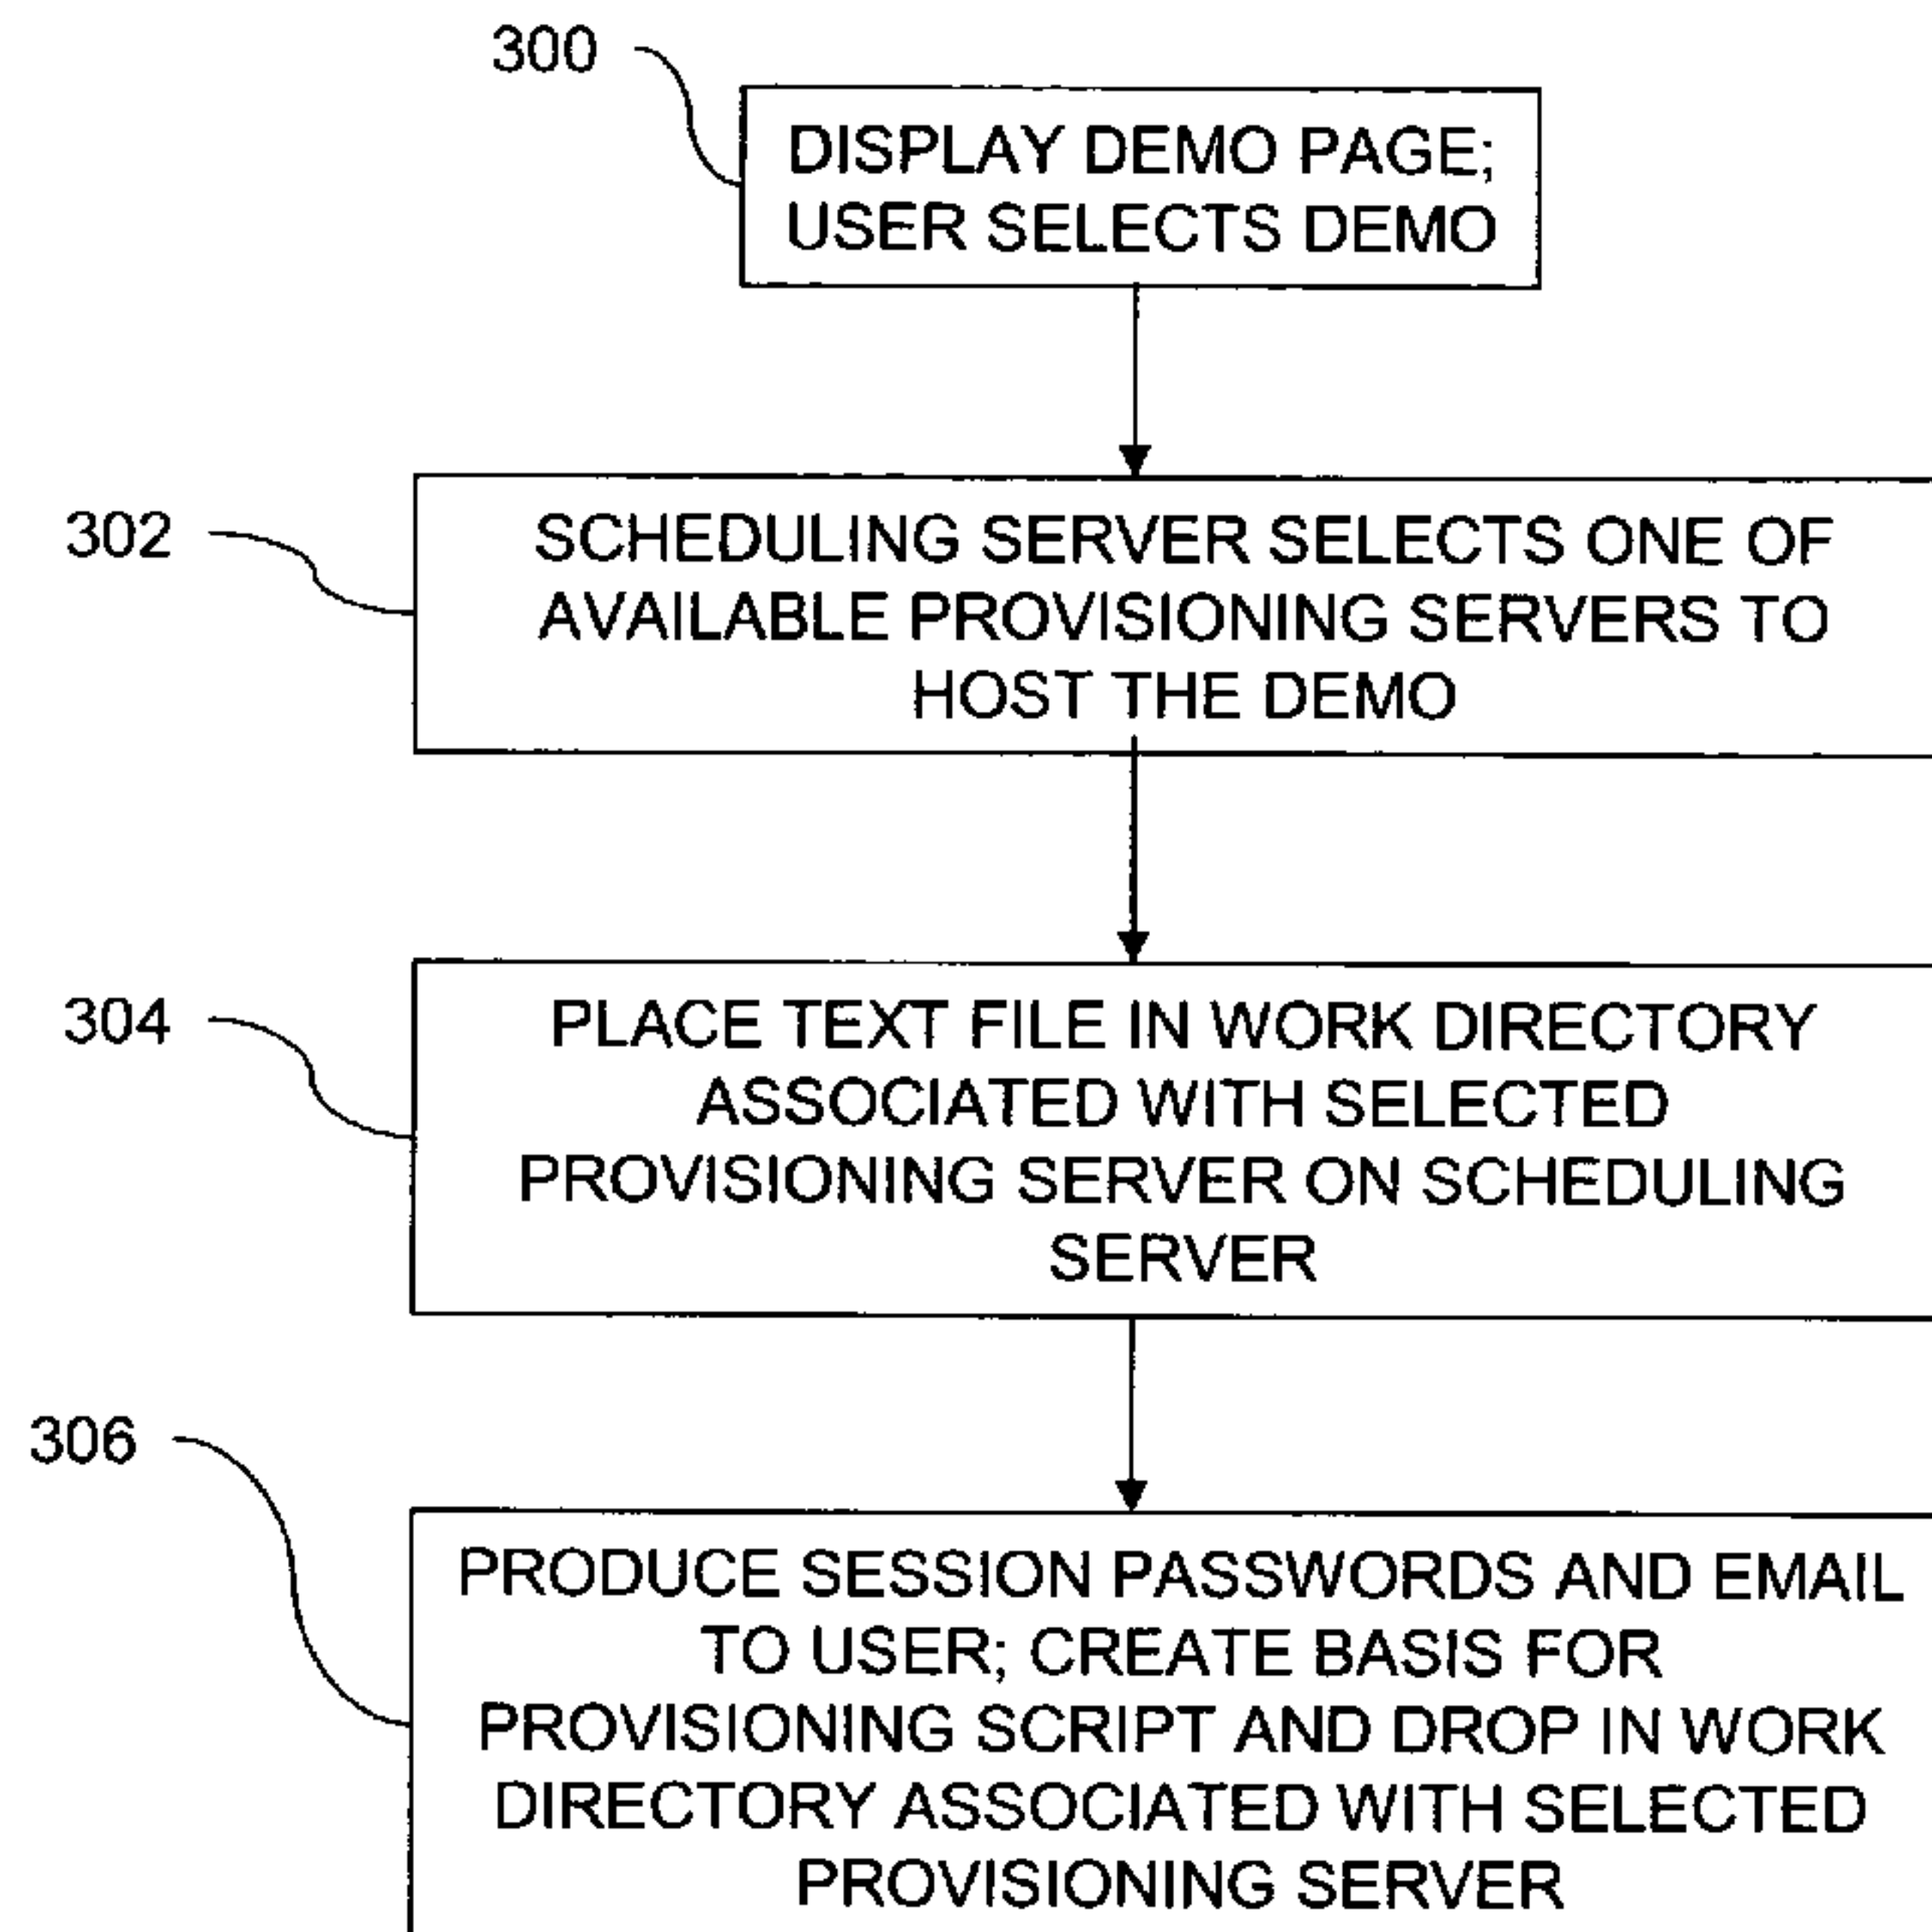 300
DISPLAY DEMO PAGE;
USER SELECTS DEMO
302
SCHEDULING SERVER SELECTS ONE OF
AVAILABLE PROVISIONING SERVERS TO
HOST THE DEMO
304
PLACE TEXT FILE IN WORK DIRECTORY
ASSOCIATED WITH SELECTED
PROVISIONING SERVER ON SCHEDULING
SERVER
306
PRODUCE SESSION PASSWORDS AND EMAIL
TO USER; CREATE BASIS FOR
PROVISIONING SCRIPT AND DROP IN WORK
DIRECTORY ASSOCIATED WITH SELECTED
PROVISIONING SERVER